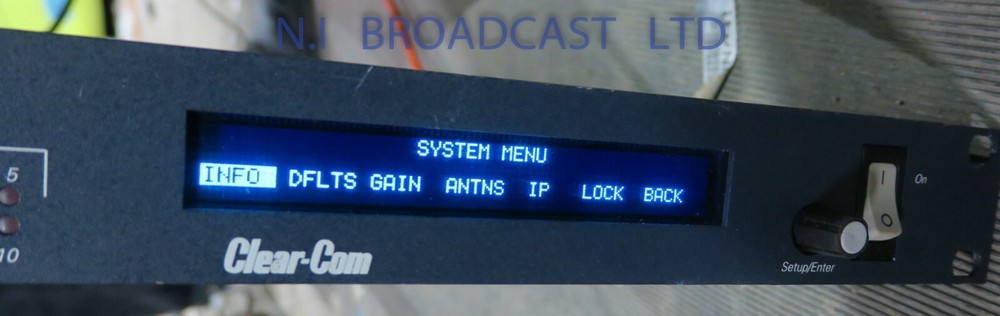 N.I BROADCAST LTD
SYSTEM MENU
INFO DFLTS GAIN ANTNS IP LOCK BACK
5
10
Clear-Com
I
O
On
Setup/Enter